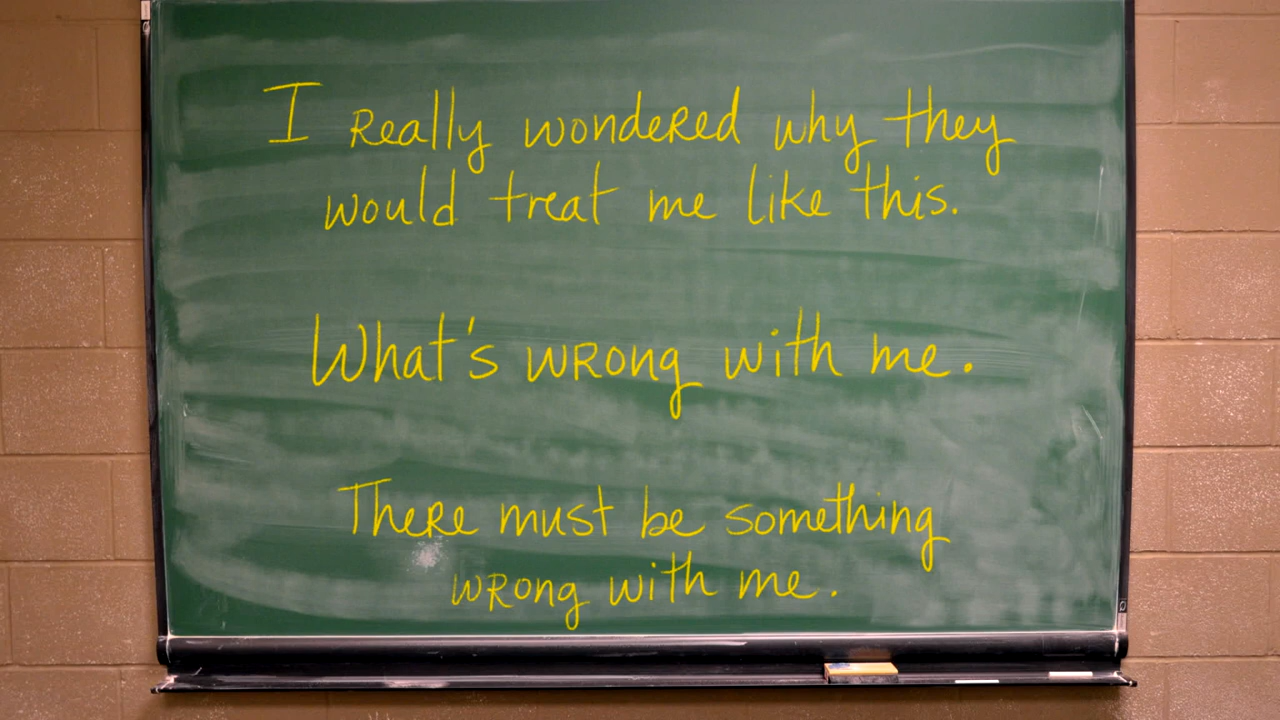 I really wondered why they
would treat me like this.
What's wrong with me.
There must be something
wrong with me.